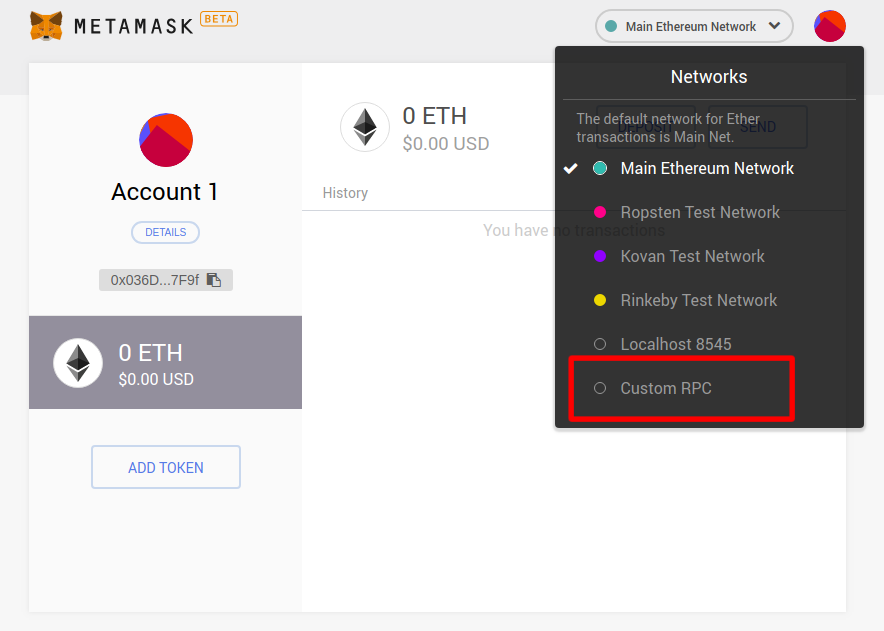 METAMASK BETA
Main Ethereum Network
Account 1
DETAILS
0x036D...7F9f
0 ETH
$0.00 USD
ADD TOKEN
0 ETH
$0.00 USD
DEPOSIT
SEND
History
You have no transactions
Networks
The default network for Ether
transactions is Main Net.
Main Ethereum Network
Ropsten Test Network
Kovan Test Network
Rinkeby Test Network
Localhost 8545
Custom RPC